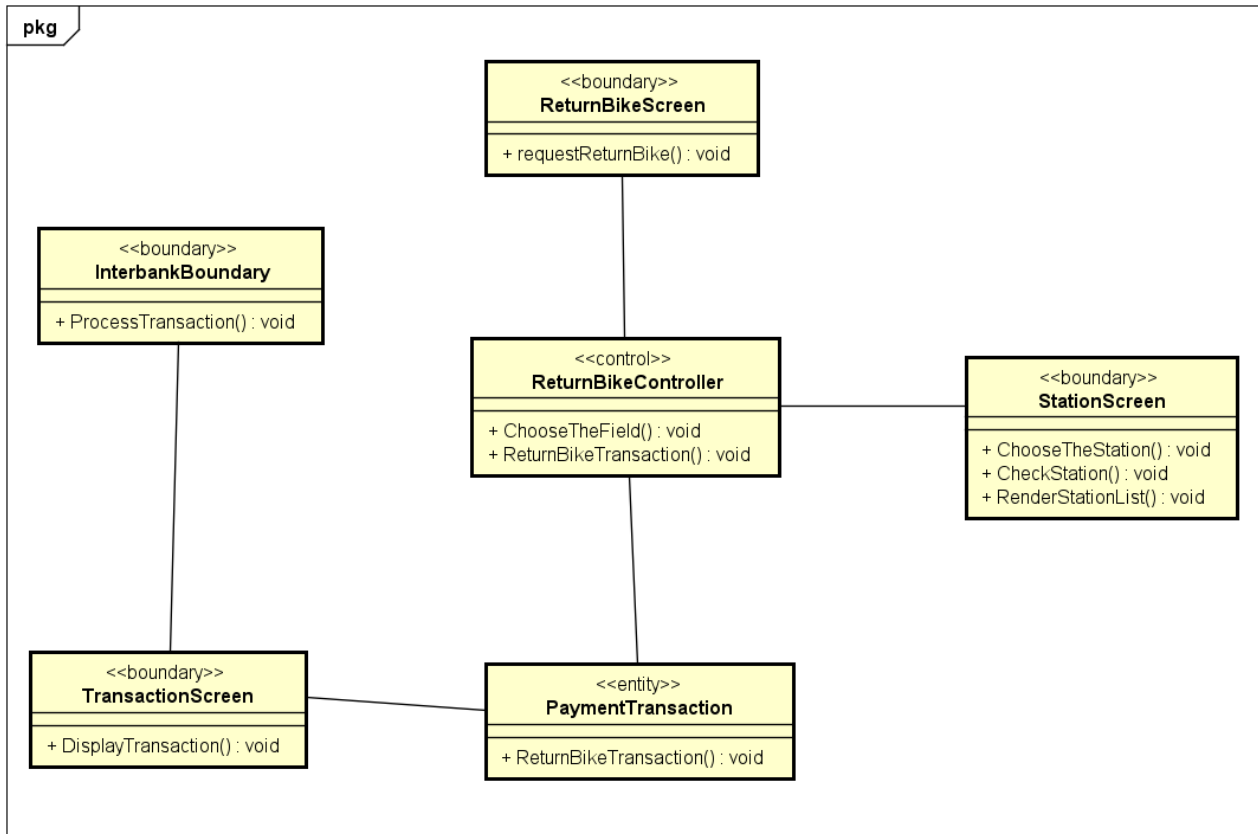 pkg
<<boundary>>
ReturnBikeScreen
+ requestReturnBike() : void
<<boundary>>
InterbankBoundary
+ ProcessTransaction() : void
<<control>>
ReturnBikeController
+ ChooseTheField() : void
+ ReturnBikeTransaction() : void
<<boundary>>
StationScreen
+ ChooseTheStation() : void
+ CheckStation() : void
+ RenderStationList() : void
<<boundary>>
TransactionScreen
+ DisplayTransaction() : void
<<entity>>
PaymentTransaction
+ ReturnBikeTransaction() : void